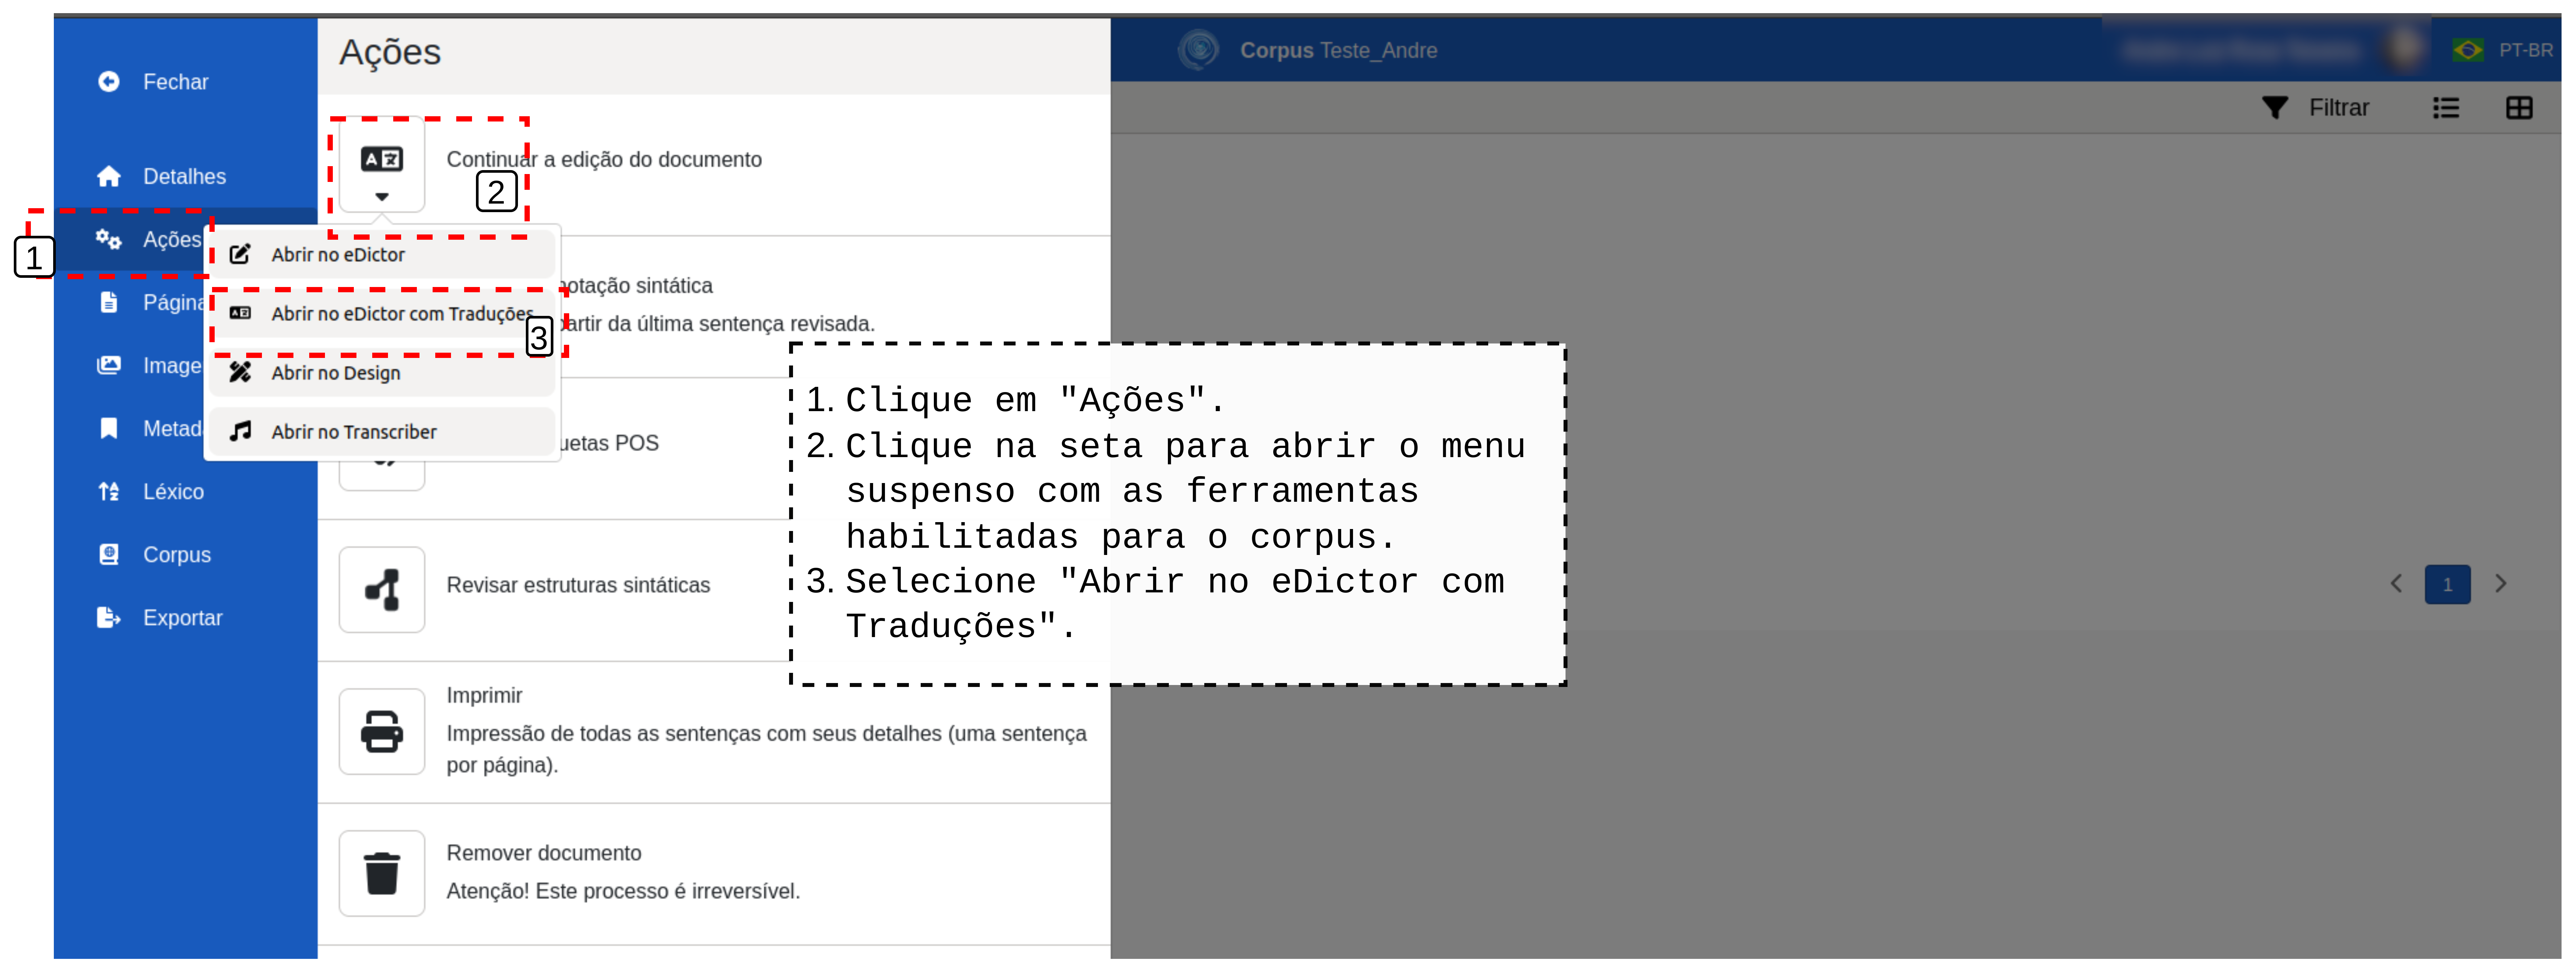 Fechar
Detalhes
Ações
Página
Image
Metad
Léxico
Corpus
Exportar
1
Ações
Continuar a edição do documento
2
Abrir no eDictor
Abrir no eDictor com Traduções
3
Abrir no Design
Abrir no Transcriber
otação sintática
artir da última sentença revisada.
uetas POS
Revisar estruturas sintáticas
Imprimir
Impressão de todas as sentenças com seus detalhes (uma sentença
por página).
Remover documento
Atenção! Este processo é irreversível.
Corpus Teste_Andre
PT-BR
Filtrar
1. Clique em "Ações".
2. Clique na seta para abrir o menu
suspenso com as ferramentas
habilitadas para o corpus.
3. Selecione "Abrir no eDictor com
Traduções".
1